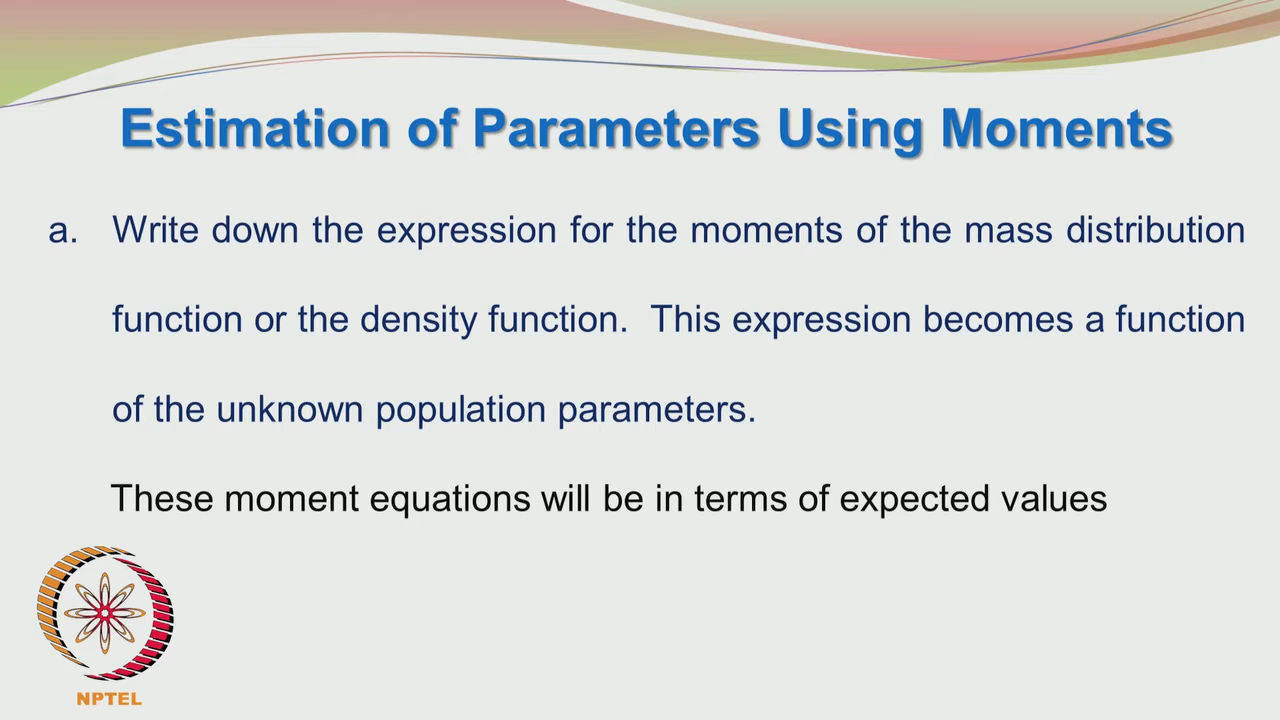 Estimation of Parameters Using Moments
a. Write down the expression for the moments of the mass distribution
function or the density function. This expression becomes a function
of the unknown population parameters.
These moment equations will be in terms of expected values
NPTEL